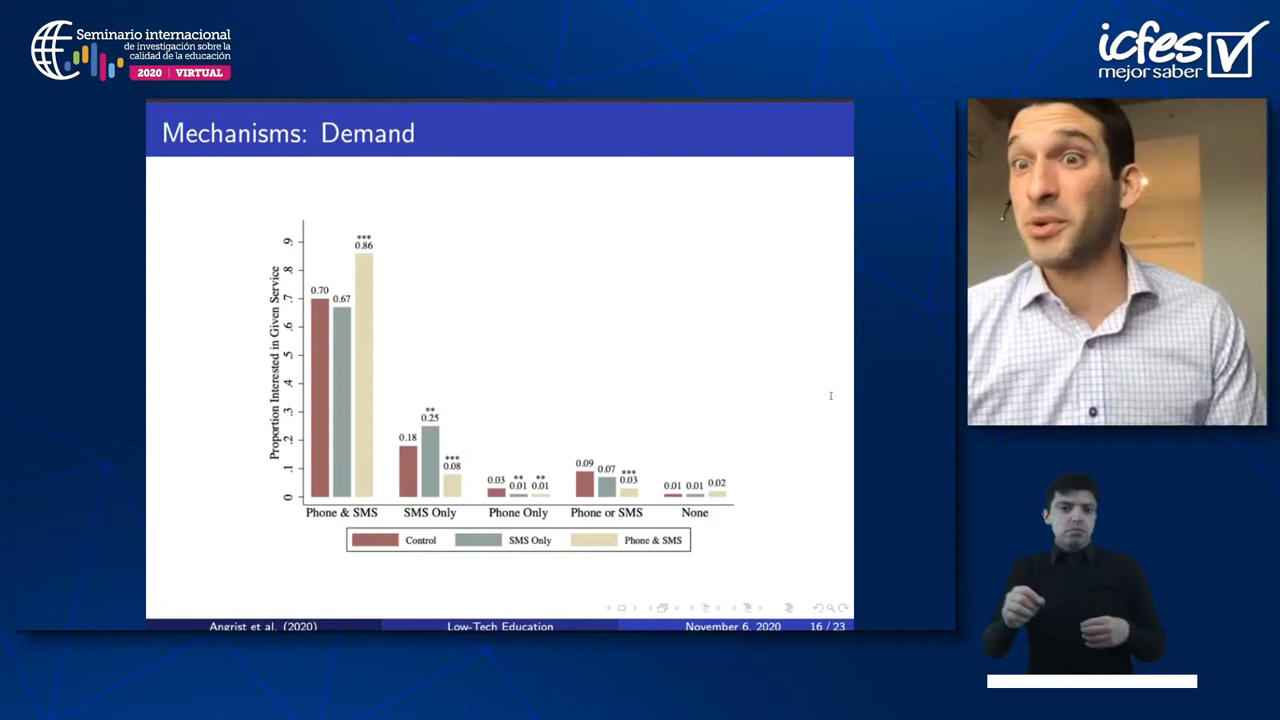 Seminario internacional
de investigación sobre la
calidad de la educación
2020 | VIRTUAL
icfes
mejor saber
Mechanisms: Demand
Proportion Interested in Given Service
.9
.8
.7
.6
.5
.4
.3
.2
.1
0
***
0.86
0.70
0.67
**
0.25
0.18
***
0.08
0.03
**
0.01
**
0.01
0.09
0.07
***
0.03
0.01
0.01
0.02
Phone & SMS
SMS Only
Phone Only
Phone or SMS
None
Control
SMS Only
Phone & SMS
Angrist et al. (2020)
Low-Tech Education
November 6, 2020
16 / 23